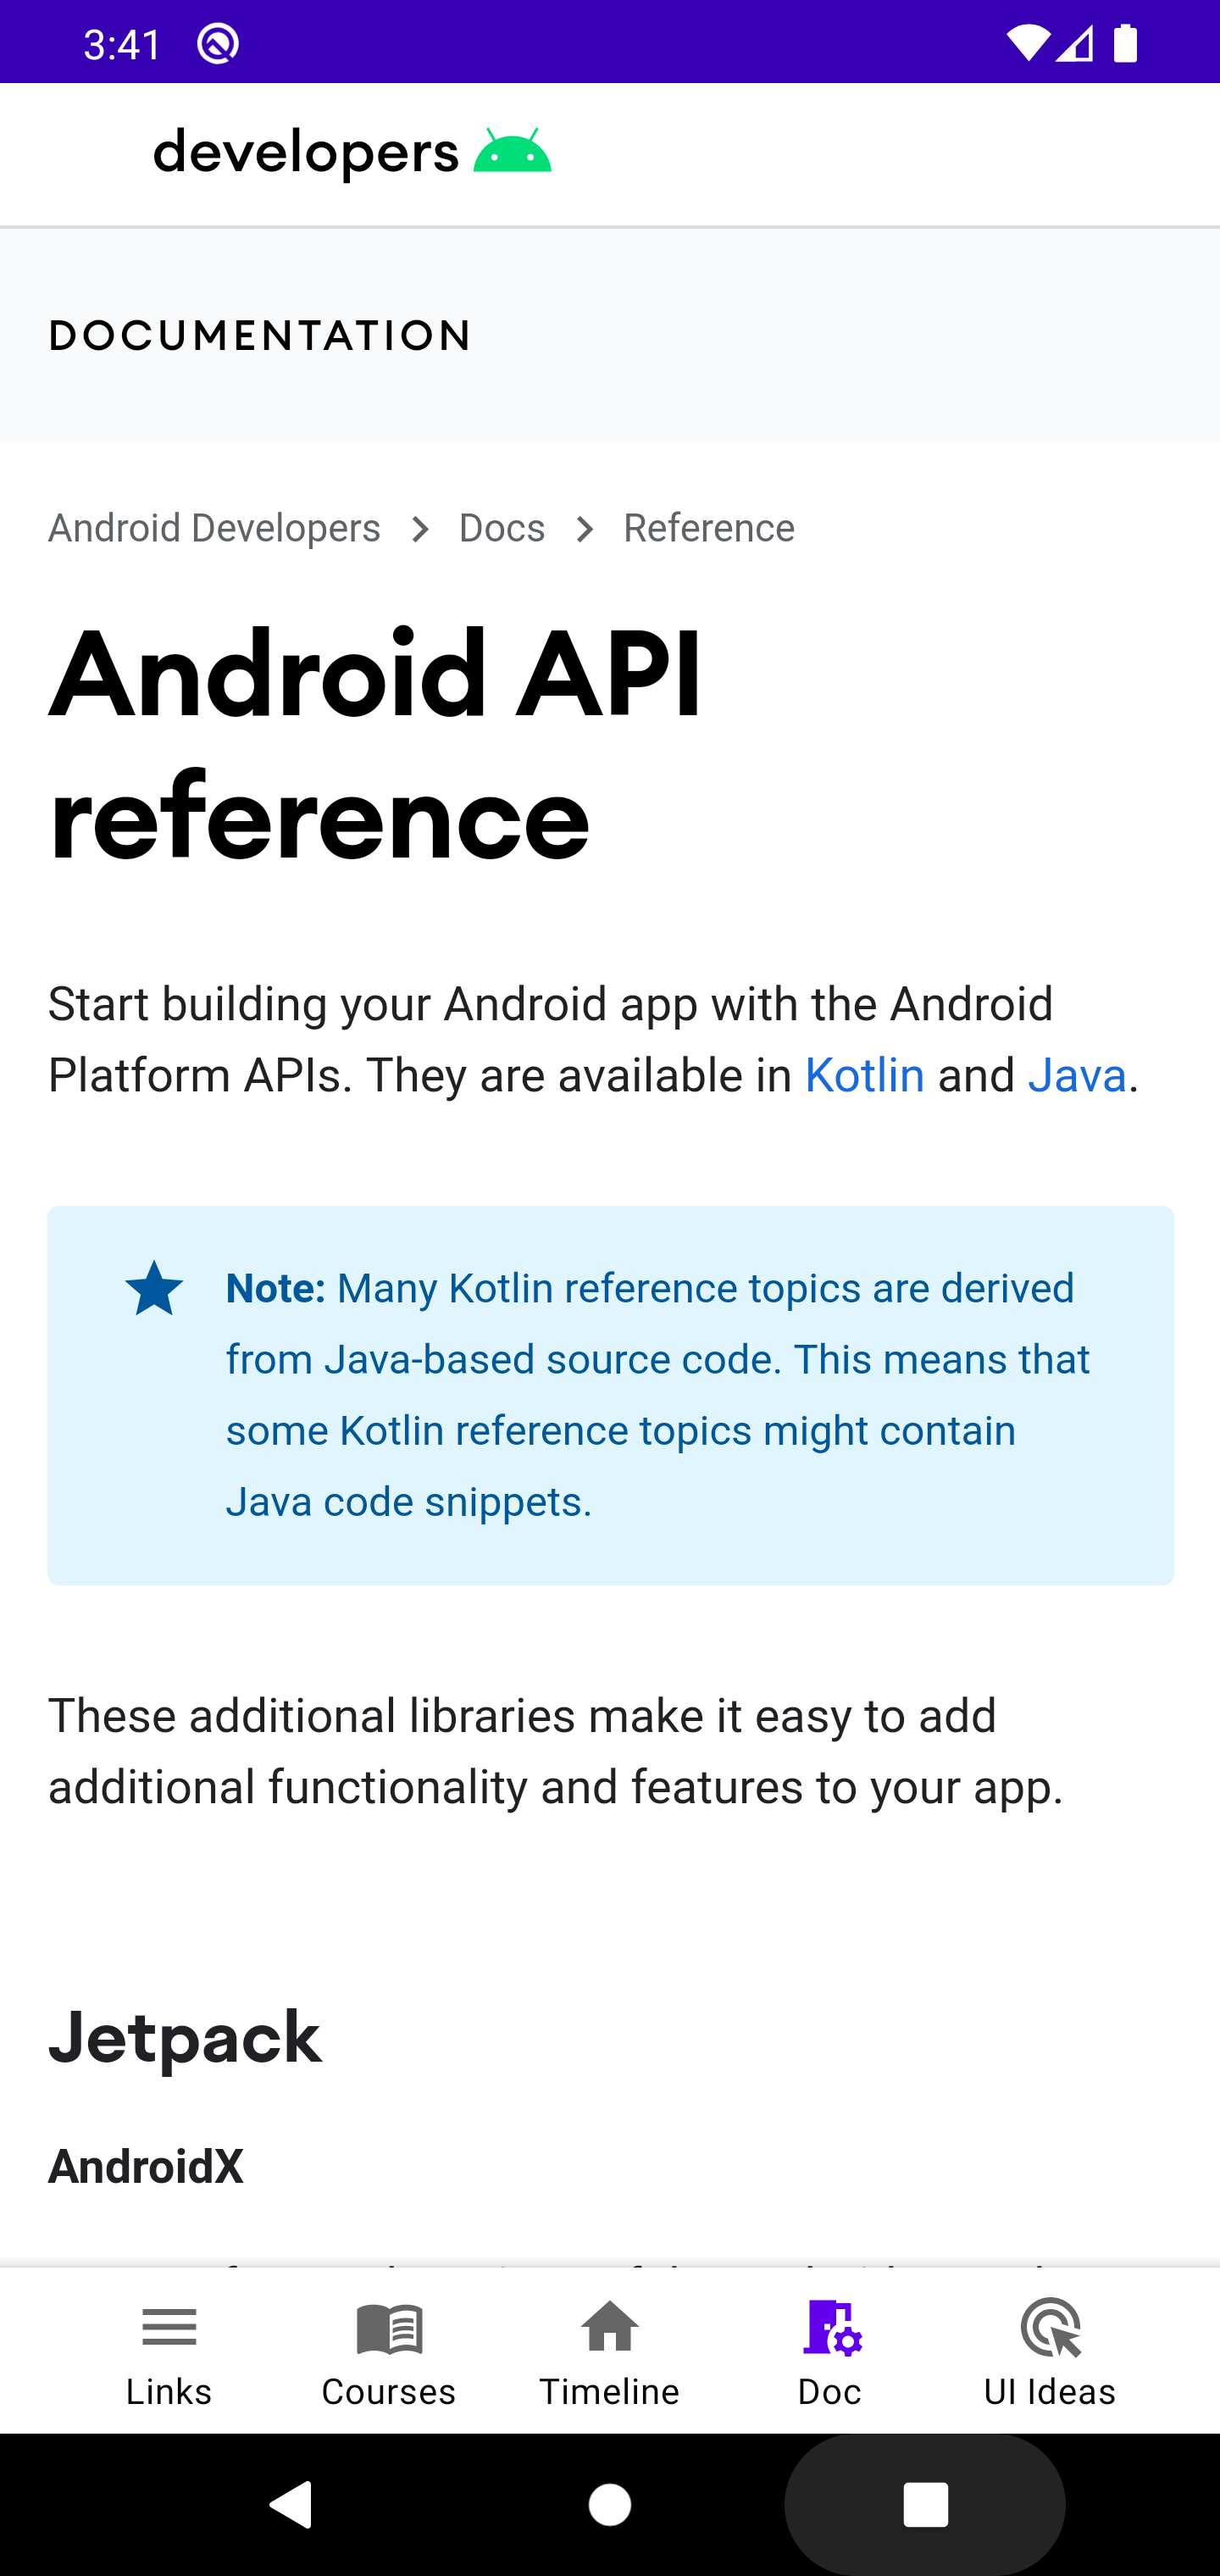 3:41
developers
DOCUMENTATION
Android Developers > Docs > Reference
Android API
reference
Start building your Android app with the Android
Platform APIs. They are available in Kotlin and Java.
Note: Many Kotlin reference topics are derived
from Java-based source code. This means that
some Kotlin reference topics might contain
Java code snippets.
These additional libraries make it easy to add
additional functionality and features to your app.
Jetpack
AndroidX
Links Courses Timeline Doc UI Ideas